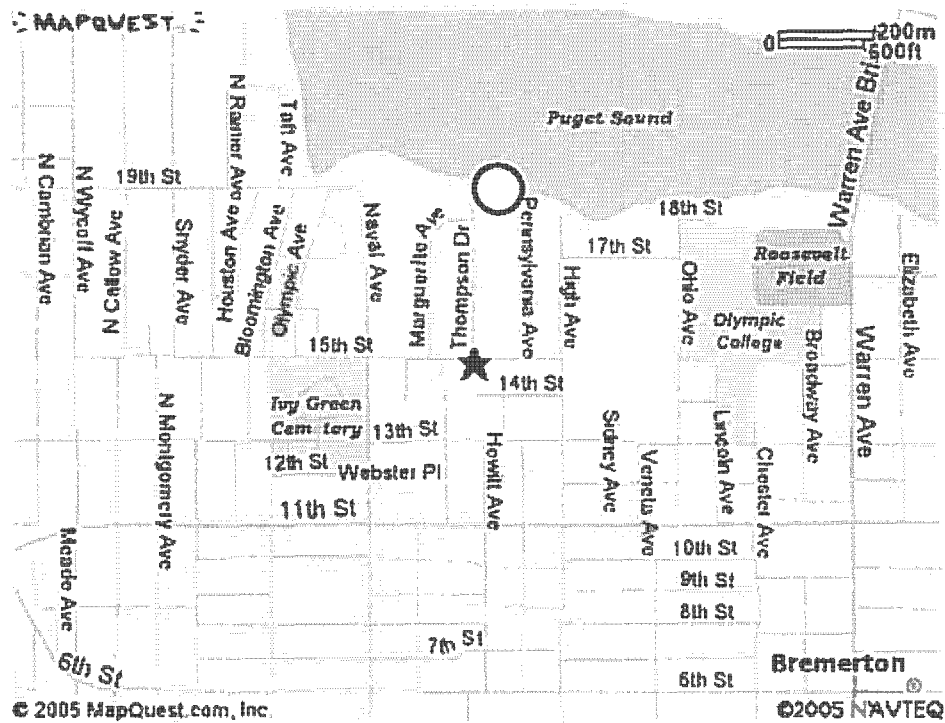 MAPQUEST
0 200m
600ft
Puget Sound
Warren Ave Bri
N Rainier Ave
Taft Ave
N Cambrian Ave
N Wycoff Ave
19th St
N Callow Ave
Snyder Ave
Houston Ave
Bloomington Ave
Olympic Ave
Naval Ave
Marguerite Ave
Thompson Dr
Pennsylvania Ave
18th St
17th St
High Ave
Ohio Ave
Roosevelt
Field
Elizabeth Ave
Olympic
College
15th St
14th St
Broadway Ave
Warren Ave
Ivy Green
Cemetery
13th St
N Montgomery Ave
12th St
Webster Pl
Hewitt Ave
Sidney Ave
Veneta Ave
Lincoln Ave
Chester Ave
11th St
10th St
Meade Ave
9th St
8th St
7th St
6th St
6th St
Bremerton
© 2005 MapQuest.com, Inc.
©2005 NAVTEQ